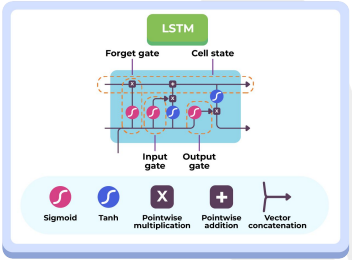 LSTM
Forget gate
Cell state
x
+
x
x
Input
gate
Output
gate
X
+
Sigmoid
Tanh
Pointwise
multiplication
Pointwise
addition
Vector
concatenation